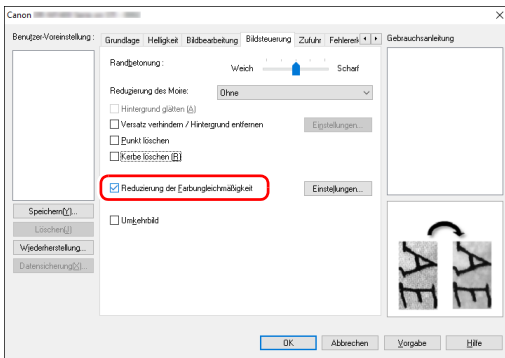 Canon
Benutzer-Voreinstellung :
Grundlage Helligkeit Bildbearbeitung Bildsteuerung Zufuhr Fehlererk
Gebrauchsanleitung
Randbetonung :
Weich Scharf
Reduzierung des Moire: Ohne
Hintergrund glätten (A)
Versatz verhindern / Hintergrund entfernen Einstellungen...
Punkt löschen
Kerbe löschen (R)
Reduzierung der Farbungleichmäßigkeit Einstellungen...
Umkehrbild
Speichern(Y)...
Löschen(J)
Wiederherstellung...
Datensicherung(X)...
AE AE
OK Abbrechen Vorgabe Hilfe